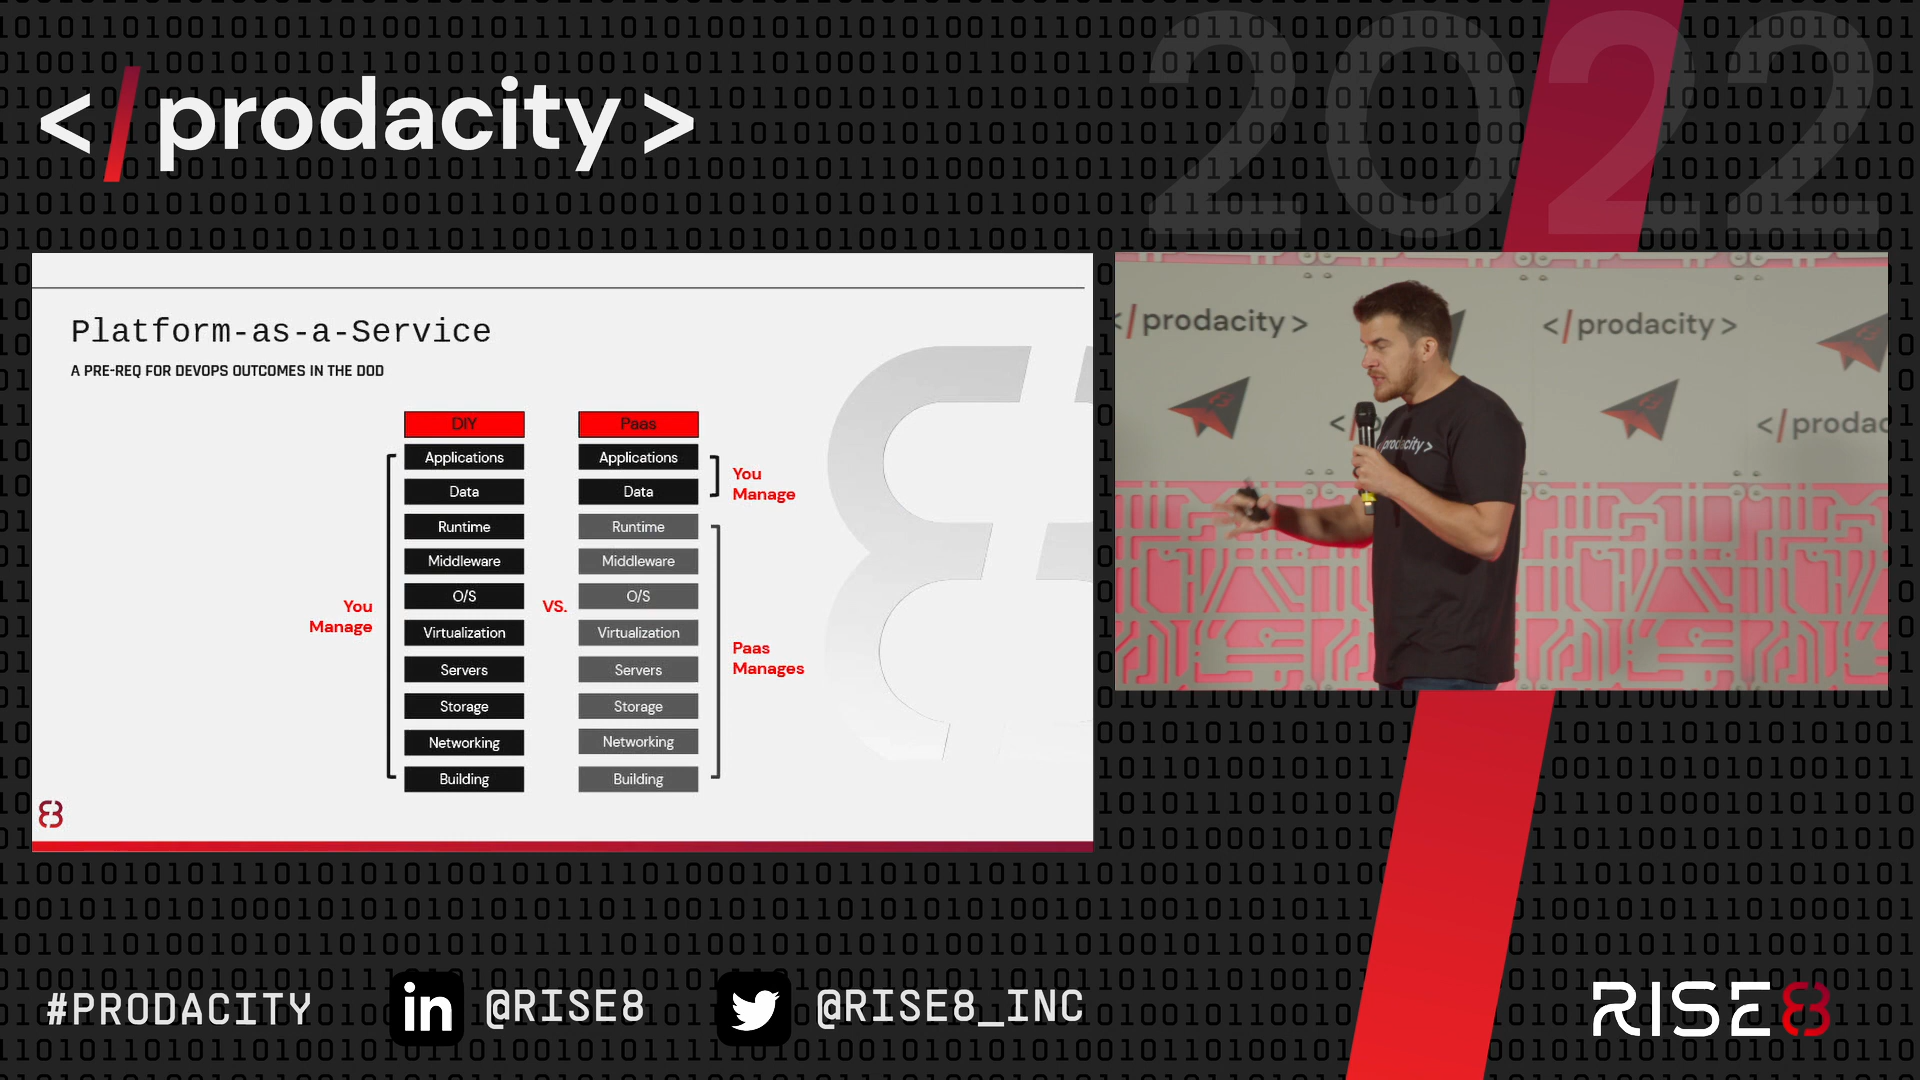 2022
</prodacity>
Platform-as-a-Service
A PRE-REQ FOR DEVOPS OUTCOMES IN THE DOD
DIY
Applications
Data
Runtime
Middleware
O/S
Virtualization
Servers
Storage
Networking
Building
You
Manage
VS.
Paas
Applications
Data
Runtime
Middleware
O/S
Virtualization
Servers
Storage
Networking
Building
You
Manage
Paas
Manages
</prodacity>
</prodacity>
</prodac
prodacity>
#PRODACITY
in
@RISE8
@RISE8_INC
RISE8